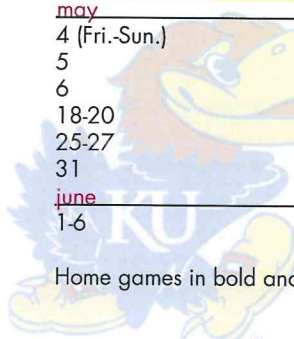 may
4 (Fri.-Sun.)
5
6
18-20
25-27
31
june
1-6
KU
Home games in bold and